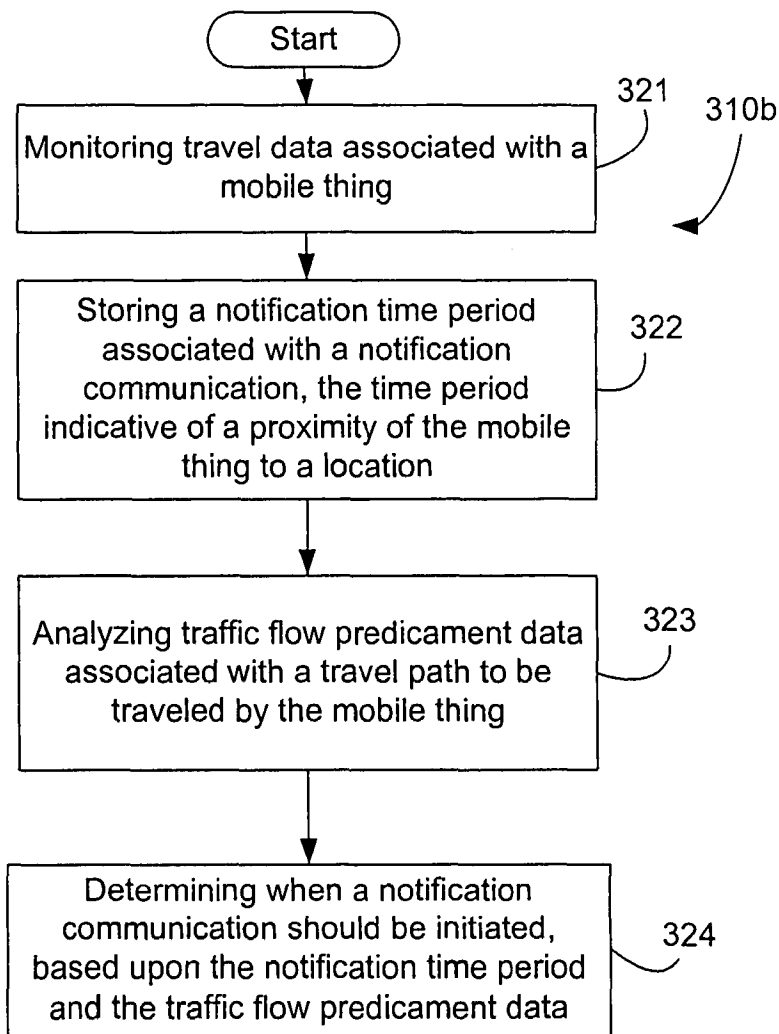 Start
321
310b
Monitoring travel data associated with a
mobile thing
Storing a notification time period
associated with a notification
communication, the time period
indicative of a proximity of the mobile
thing to a location
322
Analyzing traffic flow predicament data
associated with a travel path to be
traveled by the mobile thing
323
Determining when a notification
communication should be initiated,
based upon the notification time period
and the traffic flow predicament data
324